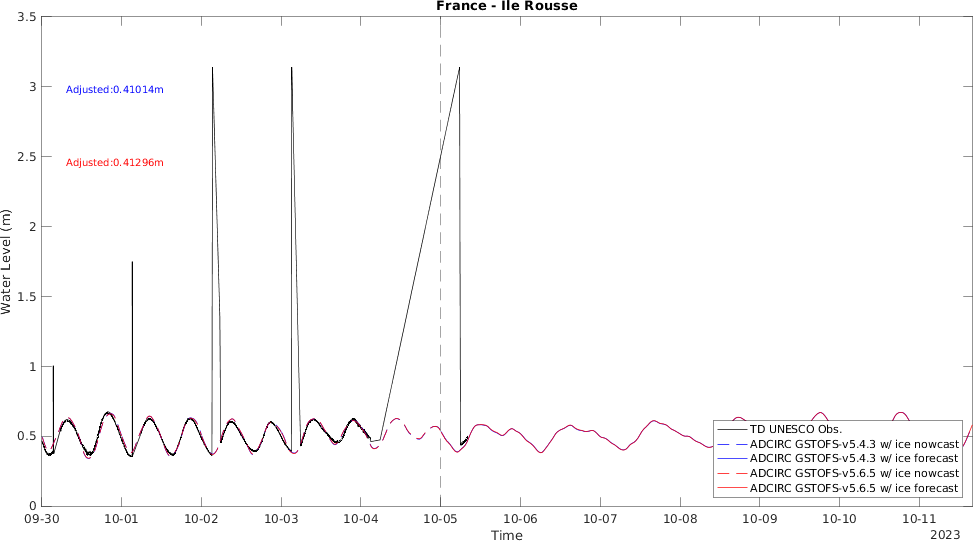 France - Ile Rousse
3.5
3
2.5
2
1.5
1
0.5
0
Water Level (m)
Adjusted:0.41014m
Adjusted:0.41296m
TD UNESCO Obs.
ADCIRC GSTOFS-v5.4.3 w/ ice nowcast
ADCIRC GSTOFS-v5.4.3 w/ ice forecast
ADCIRC GSTOFS-v5.6.5 w/ ice nowcast
ADCIRC GSTOFS-v5.6.5 w/ ice forecast
09-30 10-01 10-02 10-03 10-04 10-05 10-06 10-07 10-08 10-09 10-10 10-11
Time
2023